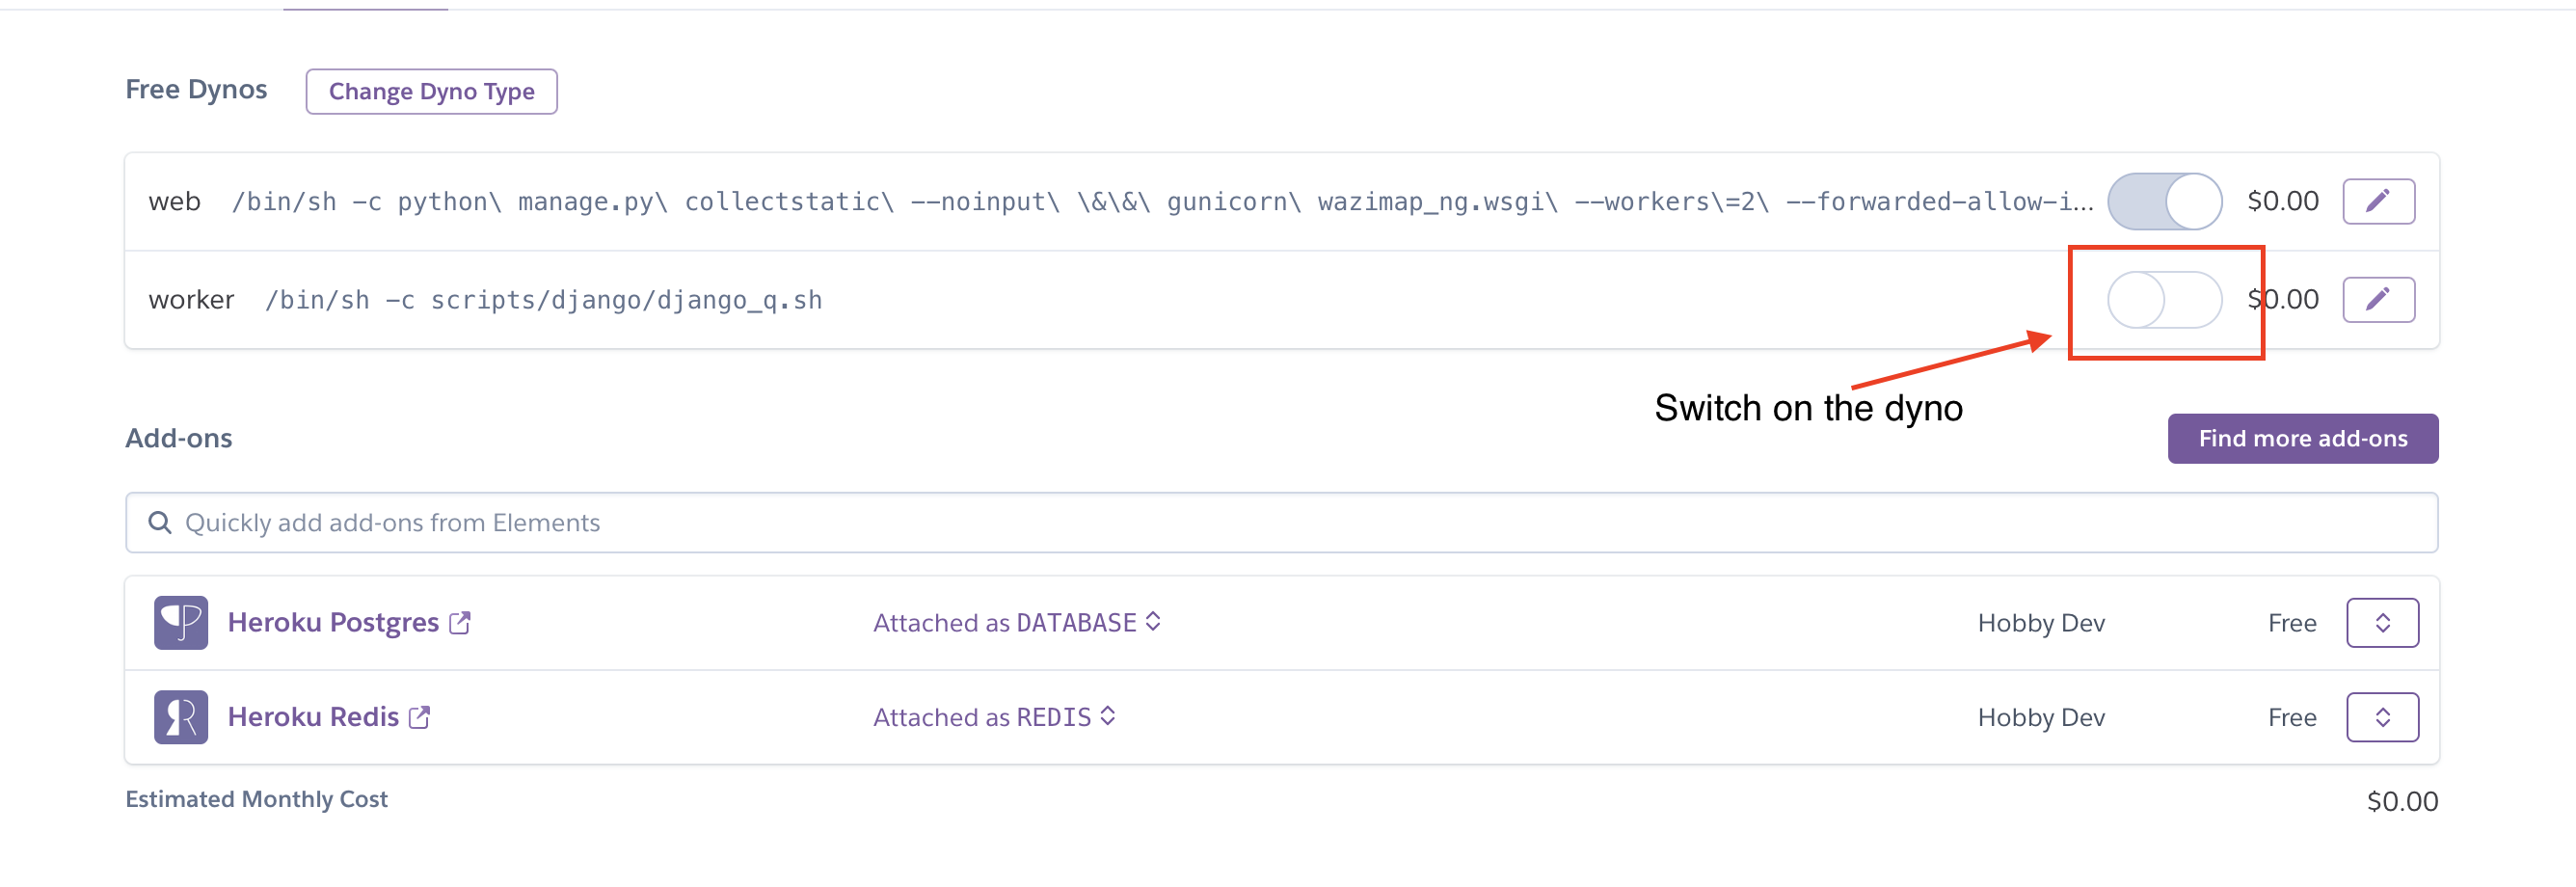 Free Dynos
Change Dyno Type
web /bin/sh -c python\ manage.py\ collectstatic\ --noinput\ \&\&\ gunicorn\ wazimap_ng.wsgi\ --workers\=2\ --forwarded-allow-i... $0.00
worker /bin/sh -c scripts/django/django_q.sh $0.00
Switch on the dyno
Add-ons
Find more add-ons
Quickly add add-ons from Elements
Heroku Postgres Attached as DATABASE Hobby Dev Free
Heroku Redis Attached as REDIS Hobby Dev Free
Estimated Monthly Cost $0.00